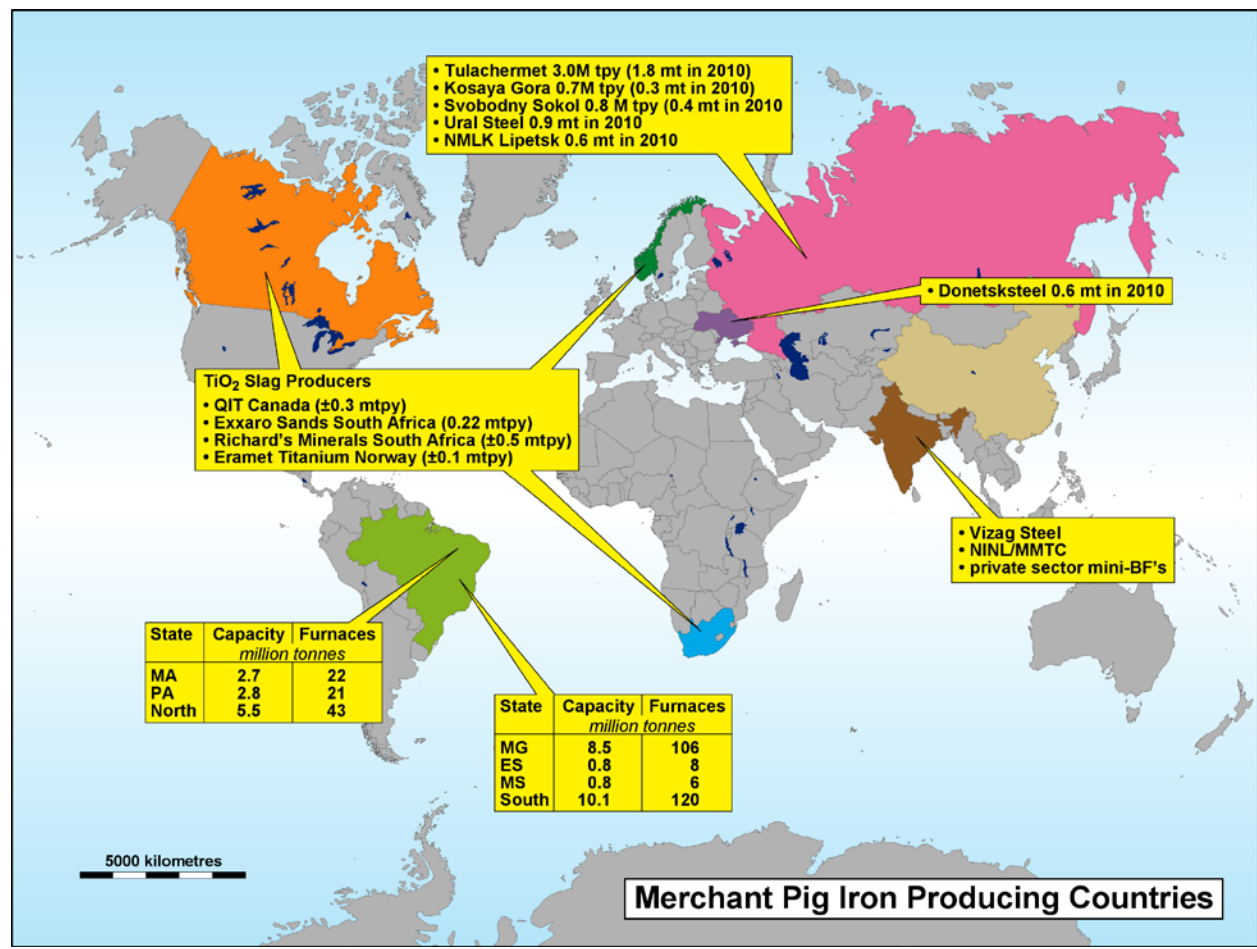 • Tulachermet 3.0M tpy (1.8 mt in 2010)
• Kosaya Gora 0.7M tpy (0.3 mt in 2010)
• Svobodny Sokol 0.8 M tpy (0.4 mt in 2010
• Ural Steel 0.9 mt in 2010
• NMLK Lipetsk 0.6 mt in 2010
• Donetsksteel 0.6 mt in 2010
TiO₂ Slag Producers
• QIT Canada (±0.3 mtpy)
• Exxaro Sands South Africa (0.22 mtpy)
• Richard's Minerals South Africa (±0.5 mtpy)
• Eramet Titanium Norway (±0.1 mtpy)
• Vizag Steel
• NINL/MMTC
• private sector mini-BF's
State Capacity Furnaces
million tonnes
MA 2.7 22
PA 2.8 21
North 5.5 43
State Capacity Furnaces
million tonnes
MG 8.5 106
ES 0.8 8
MS 0.8 6
South 10.1 120
5000 kilometres
Merchant Pig Iron Producing Countries